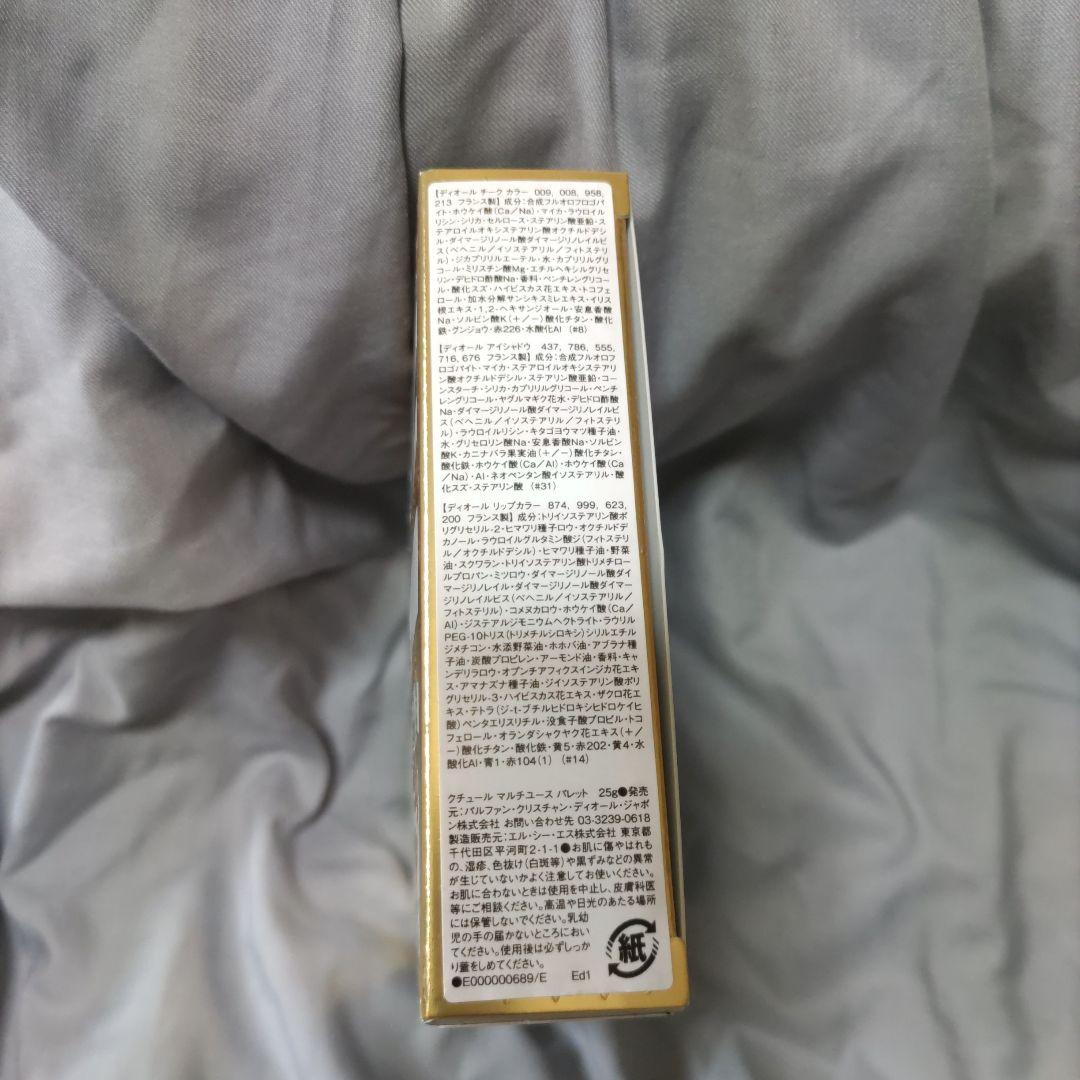 【ディオール チーク カラー 009, 008, 958,
213 フランス製】成分:合成フルオロフロゴパ
イト・ホウケイ酸(Ca/Na)・マイカ・ラウロイル
リシン・シリカ・セルロース・ステアリン酸亜鉛・ス
テアロイルオキシステアリン酸オクチルドデシ
ル・ダイマージリノール酸ダイマージリノレイルビ
ス(ベヘニル/イソステアリル/フィトステリ
ル)・ジカプリリルエーテル・水・カプリリルグリ
コール・ミリスチン酸Mg・エチルヘキシルグリセ
リン・デヒドロ酢酸Na・香料・ペンチレングリコー
ル・酸化スズ・ハイビスカス花エキス・トコフェ
ロール・加水分解サンシキスミレエキス・イリス
根エキス・1,2-ヘキサンジオール・安息香酸
Na・ソルビン酸K(+/-)酸化チタン・酸化
鉄・グンジョウ・赤226・水酸化Al (#8)
【ディオール アイシャドウ 437, 786, 555,
716,676 フランス製】成分:合成フルオロフ
ロゴパイト・マイカ・ステアロイルオキシステアリ
ン酸オクチルドデシル・ステアリン酸亜鉛・コー
ンスターチ・シリカ・カプリリルグリコール・ペンチ
レングリコール・ヤグルマギク花水・デヒドロ酢酸
Na・ダイマージリノール酸ダイマージリノレイルビス
(ベヘニル/イソステアリル/フィトステリ
ル)・ラウロイルリシン・キタゴヨウマツ種子油・
水・グリセロリン酸Na・安息香酸Na・ソルビン
酸K・カニナバラ果実油(+/-)酸化チタン・
酸化鉄・ホウケイ酸(Ca/Al)・ホウケイ酸(Ca
/Na)・Al・ネオペンタン酸イソステアリル・酸
化スズ・ステアリン酸 (#31)
【ディオール リップカラー 874, 999, 623,
200 フランス製】成分:トリイソステアリン酸ポ
リグリセリル-2・ヒマワリ種子ロウ・オクチルドデ
カノール・ラウロイルグルタミン酸ジ(フィトステ
リル/オクチルドデシル)・ヒマワリ種子油・野菜
油・スクワラン・トリイソステアリン酸トリメチロー
ルプロパン・ミツロウ・ダイマージリノール酸ダイ
マージリノレイル・ダイマージリノール酸ダイマー
ジリノレイルビス(ベヘニル/イソステアリル/
フィトステリル)・コメヌカロウ・ホウケイ酸(Ca/
Al)・ジステアルジモニウムヘクトライト・ラウリル
PEG-10トリス(トリメチルシロキシ)シリルエチル
ジメチコン・水添野菜油・ホホバ油・アブラナ種
子油・炭酸プロピレン・アーモンド油・香料・キャ
ンデリラロウ・オプンチアフィクスインジカ花エキ
ス・アマナズナ種子油・ジイソステアリン酸ポリ
グリセリル-3・ハイビスカス花エキス・ザクロ花エ
キス・テトラ(ジ-t-ブチルヒドロキシヒドロケイヒ
酸)ペンタエリスリチル・没食子酸プロピル・トコ
フェロール・オランダシャクヤク花エキス(+/
-)酸化チタン・酸化鉄・黄5・赤202・黄4・水
酸化Al・青1・赤104(1) (#14)
クチュール マルチユース パレット 25g●発売
元:パルファン・クリスチャン・ディオール・ジャポ
ン株式会社 お問い合わせ先 03-3239-0618
製造販売元:エル・シー・エス株式会社 東京都
千代田区平河町2-1-1●お肌に傷やはれも
の、湿疹、色抜け(白斑等)や黒ずみなどの異常
が生じていないかよく注意してお使いください。
お肌に合わないときは使用を中止し、皮膚科医
等にご相談ください。高温や日光のあたる場所
には保管しないでください。乳幼
児の手の届かないところにおい
てください。使用後は必ずしっか
り蓋をしめてください。
●E000000689/E Ed1
紙